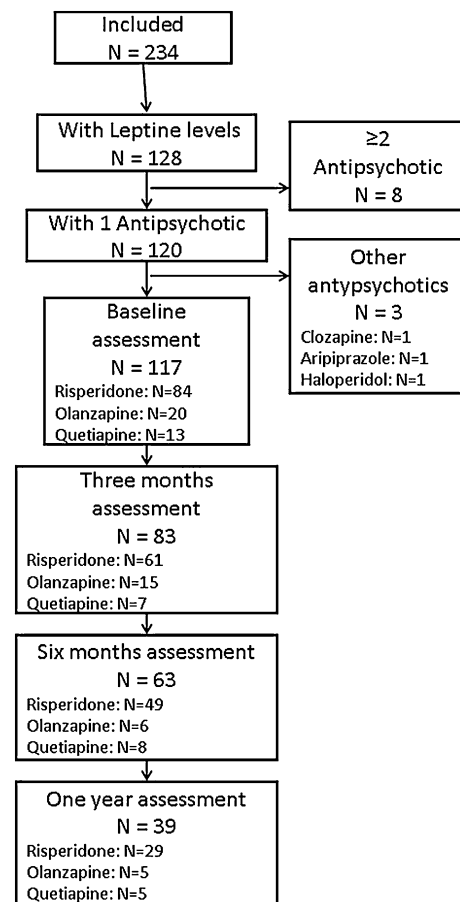 Included
N = 234
With Leptine levels
N = 128
≥2
Antipsychotic
N = 8
With 1 Antipsychotic
N = 120
Other
antypsychotics
N = 3
Clozapine: N=1
Aripiprazole: N=1
Haloperidol: N=1
Baseline
assessment
N = 117
Risperidone: N=84
Olanzapine: N=20
Quetiapine: N=13
Three months
assessment
N = 83
Risperidone: N=61
Olanzapine: N=15
Quetiapine: N=7
Six months assessment
N = 63
Risperidone: N=49
Olanzapine: N=6
Quetiapine: N=8
One year assessment
N = 39
Risperidone: N=29
Olanzapine: N=5
Quetiapine: N=5